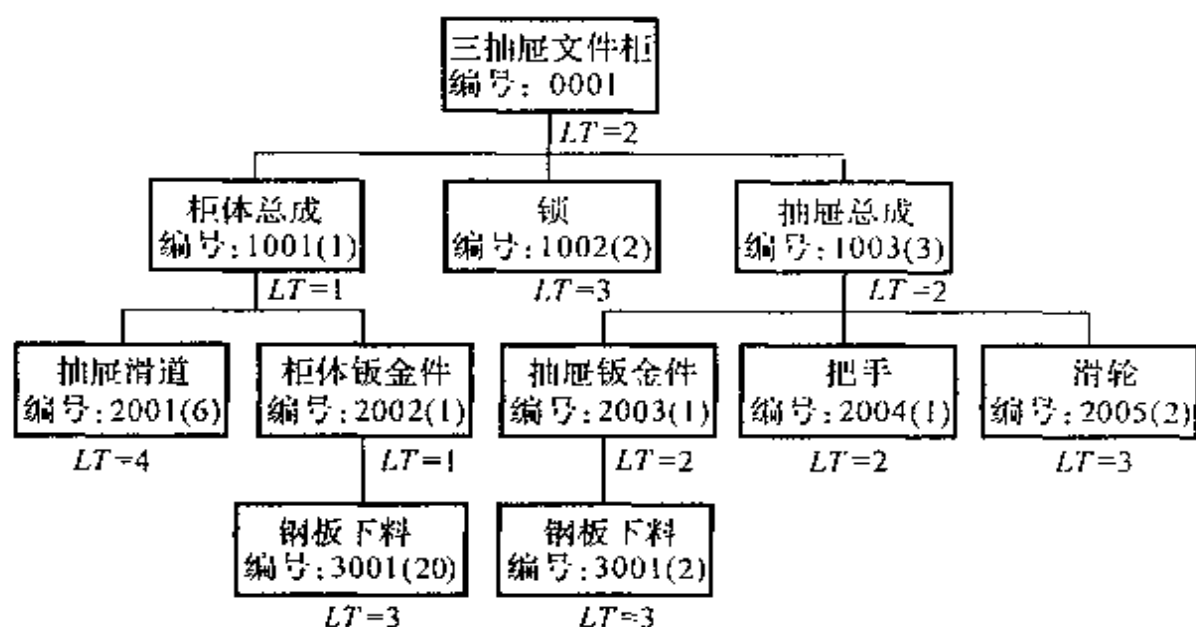 三抽屉文件柜
编号: 0001
LT=2
柜体总成
编号:1001(1)
锁
编号:1002(2)
抽屉总成
编号:1003(3)
LT=1
LT=3
LT=2
抽屉滑道
编号:2001(6)
柜体钣金件
编号:2002(1)
抽屉钣金件
编号:2003(1)
把手
编号:2004(1)
滑轮
编号:2005(2)
LT=4
LT=1
LT=2
LT=2
LT=3
钢板下料
编号:3001(20)
钢板下料
编号:3001(2)
LT=3
LT=3